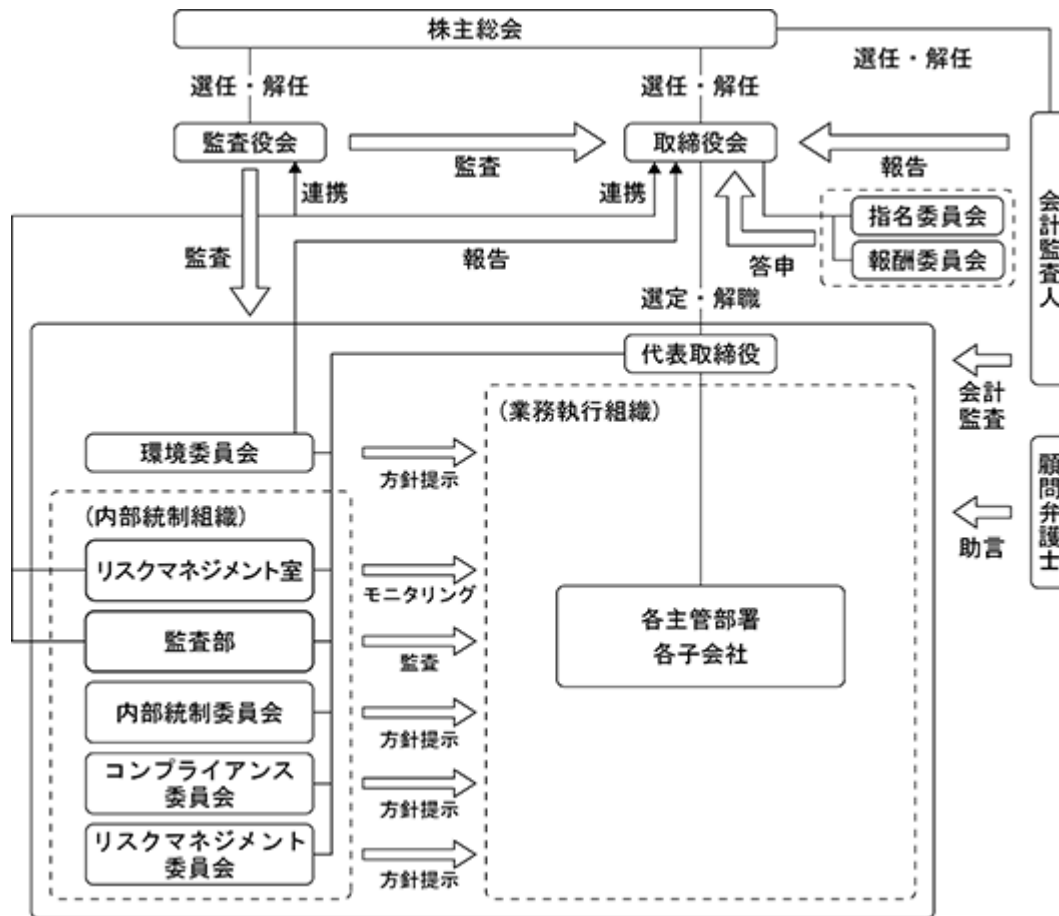 株主総会
選任・解任
選任・解任
選任・解任
監査役会
取締役会
監査
報告
連携
連携
指名委員会
報酬委員会
会計監査人
監査
報告
答申
選定・解職
代表取締役
会計
監査
(業務執行組織)
環境委員会
方針提示
顧問弁護士
助言
(内部統制組織)
リスクマネジメント室
モニタリング
各主管部署
各子会社
監査部
監査
内部統制委員会
方針提示
コンプライアンス
委員会
方針提示
リスクマネジメント
委員会
方針提示